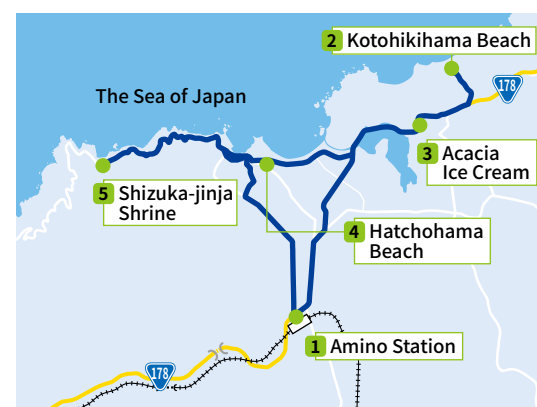 2 Kotohikihama Beach
178
The Sea of Japan
3 Acacia
Ice Cream
5 Shizuka-jinja
Shrine
4 Hatchohama
Beach
1 Amino Station
178